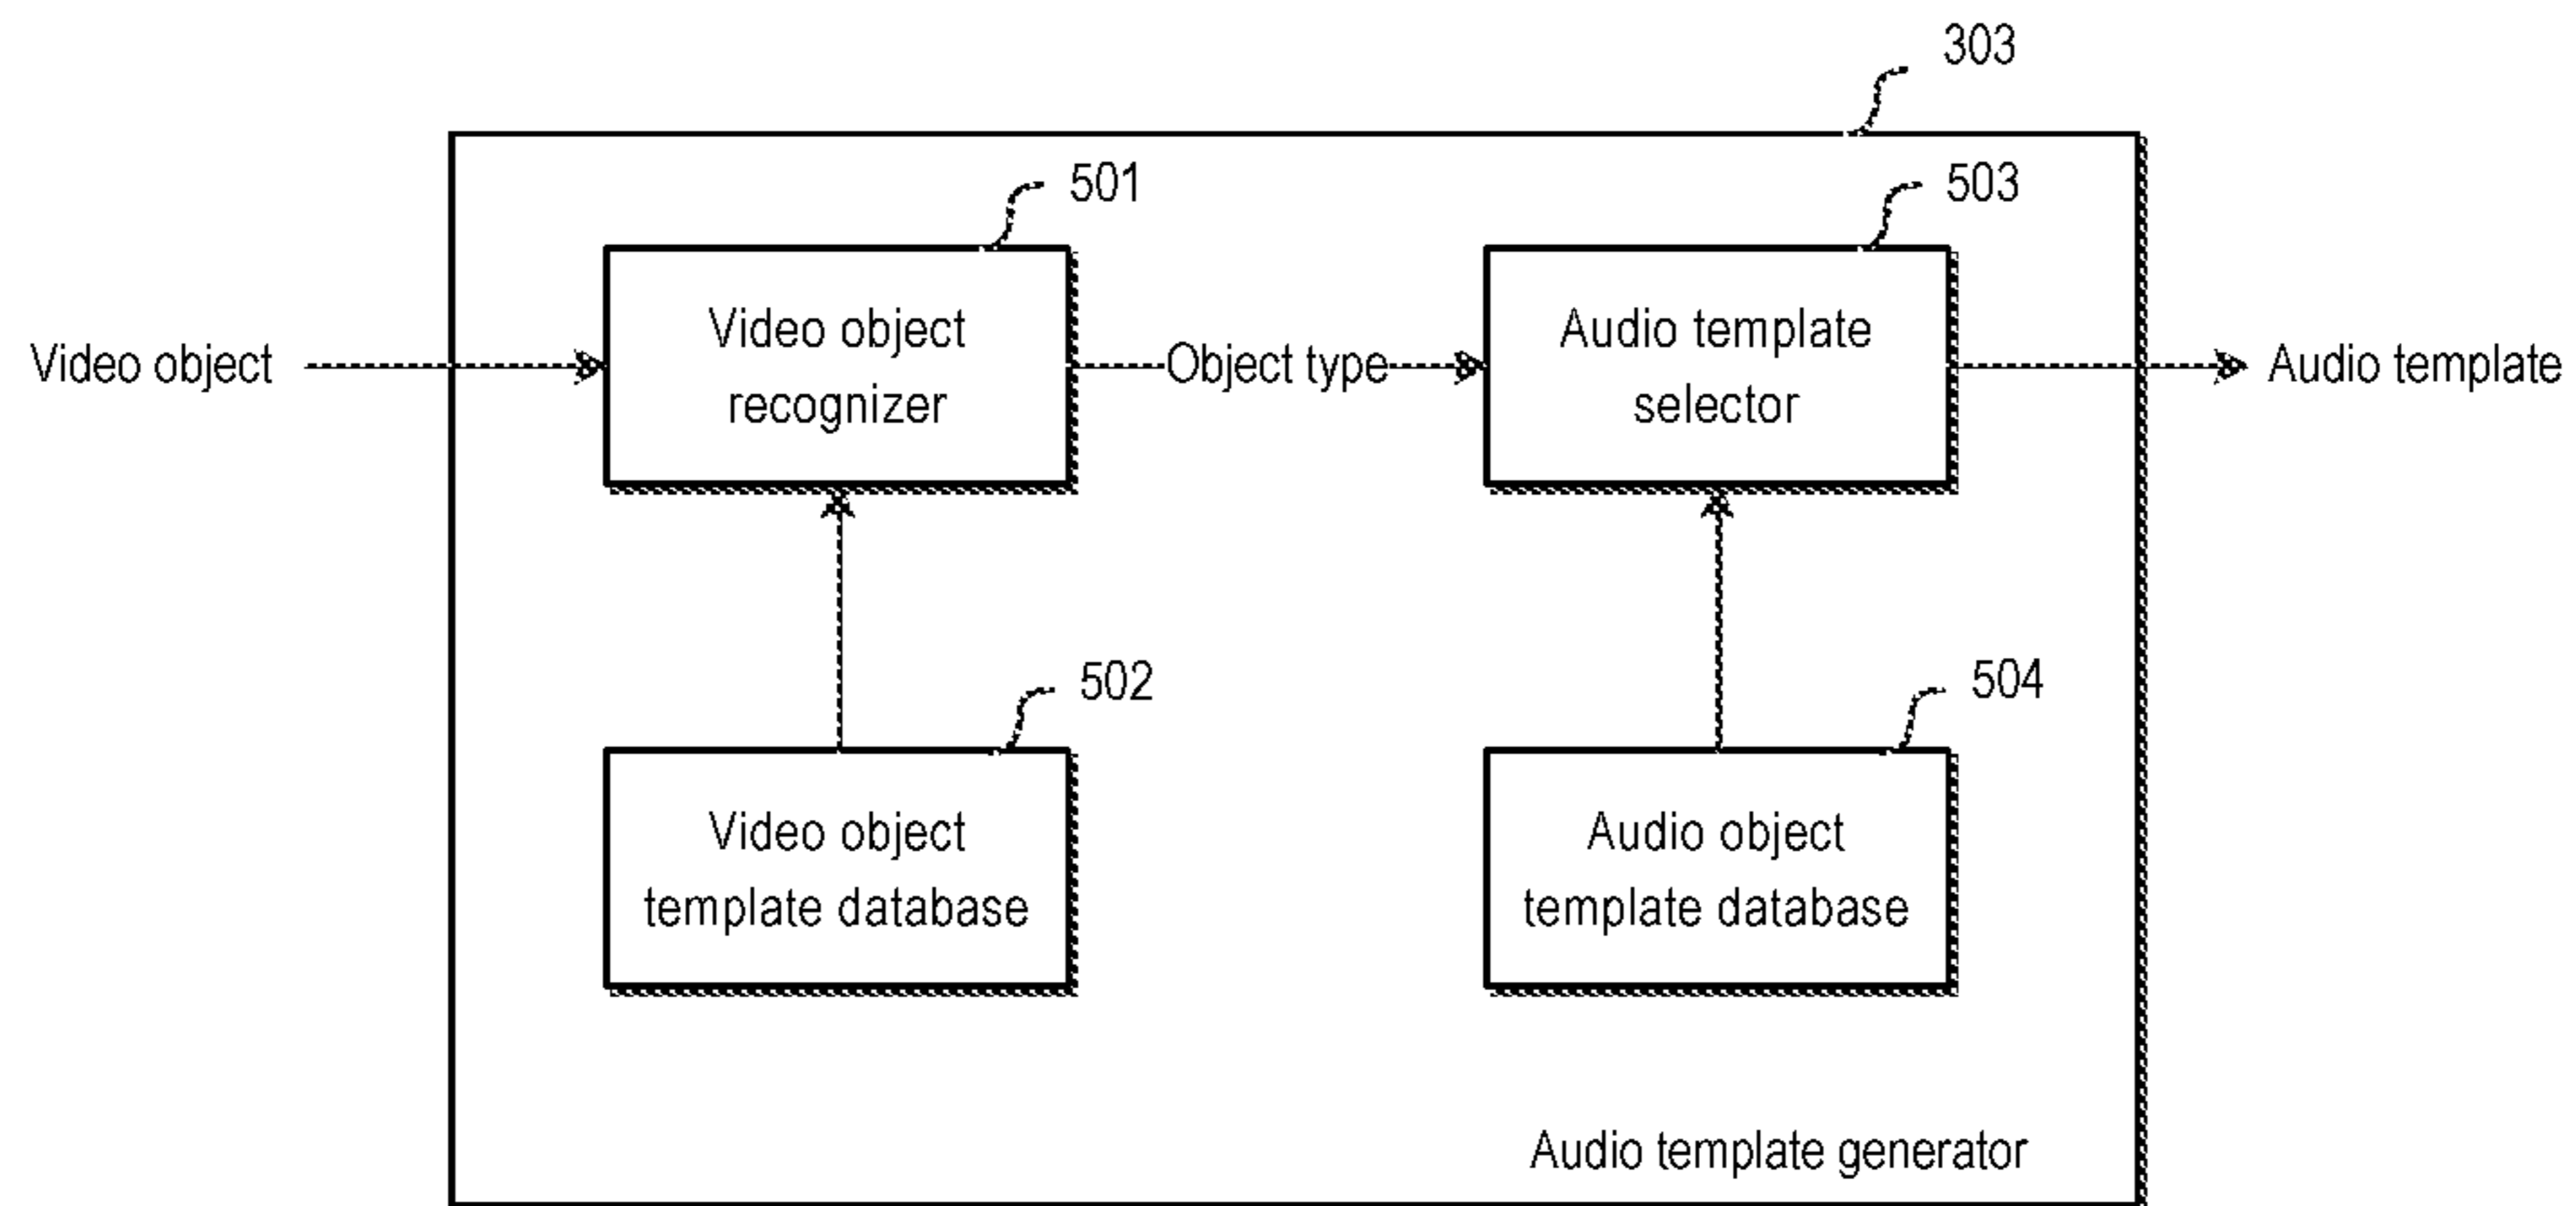 303
501
503
Video object
Video object
recognizer
Object type
Audio template
selector
Audio template
502
504
Video object
template database
Audio object
template database
Audio template generator